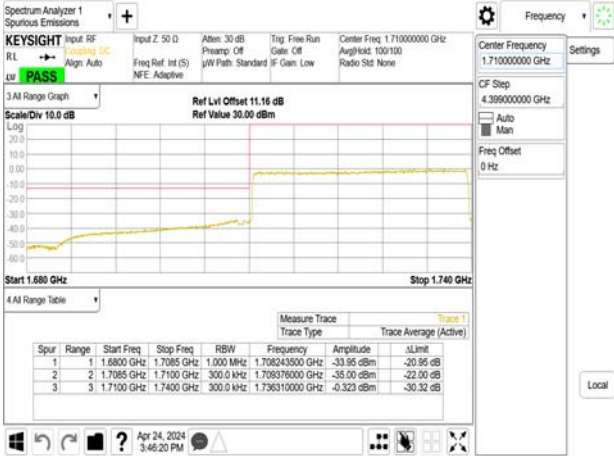 Spectrum Analyzer 1
Spurious Emissions
KEYSIGHT Input: RF Input Z: 50 Ω Atten: 30 dB Trig: Free Run Center Freq: 1.710000000 GHz
RL Coupling: DC Preamp: Off Gate: Off Avg|Hold: 100/100
Align: Auto Freq Ref: Int (S) µW Path: Standard IF Gain: Low Radio Std: None
PASS NFE: Adaptive
3 All Range Graph Ref Lvl Offset 11.16 dB
Scale/Div 10.0 dB Ref Value 30.00 dBm
Log
20.0
10.0
0.00
-10.0
-20.0
-30.0
-40.0
-50.0
-60.0
Start 1.680 GHz Stop 1.740 GHz
4 All Range Table
Measure Trace Trace 1
Trace Type Trace Average (Active)
Spur Range Start Freq Stop Freq RBW Frequency Amplitude ΔLimit
1 1 1.6800 GHz 1.7085 GHz 1.000 MHz 1.708243500 GHz -33.95 dBm -20.95 dB
2 2 1.7085 GHz 1.7100 GHz 300.0 kHz 1.709376000 GHz -35.00 dBm -22.00 dB
3 3 1.7100 GHz 1.7400 GHz 300.0 kHz 1.736310000 GHz -0.323 dBm -30.32 dB
Apr 24, 2024
3:46:20 PM
Frequency
Center Frequency
1.710000000 GHz
Settings
CF Step
4.399000000 GHz
Auto
Man
Freq Offset
0 Hz
Local